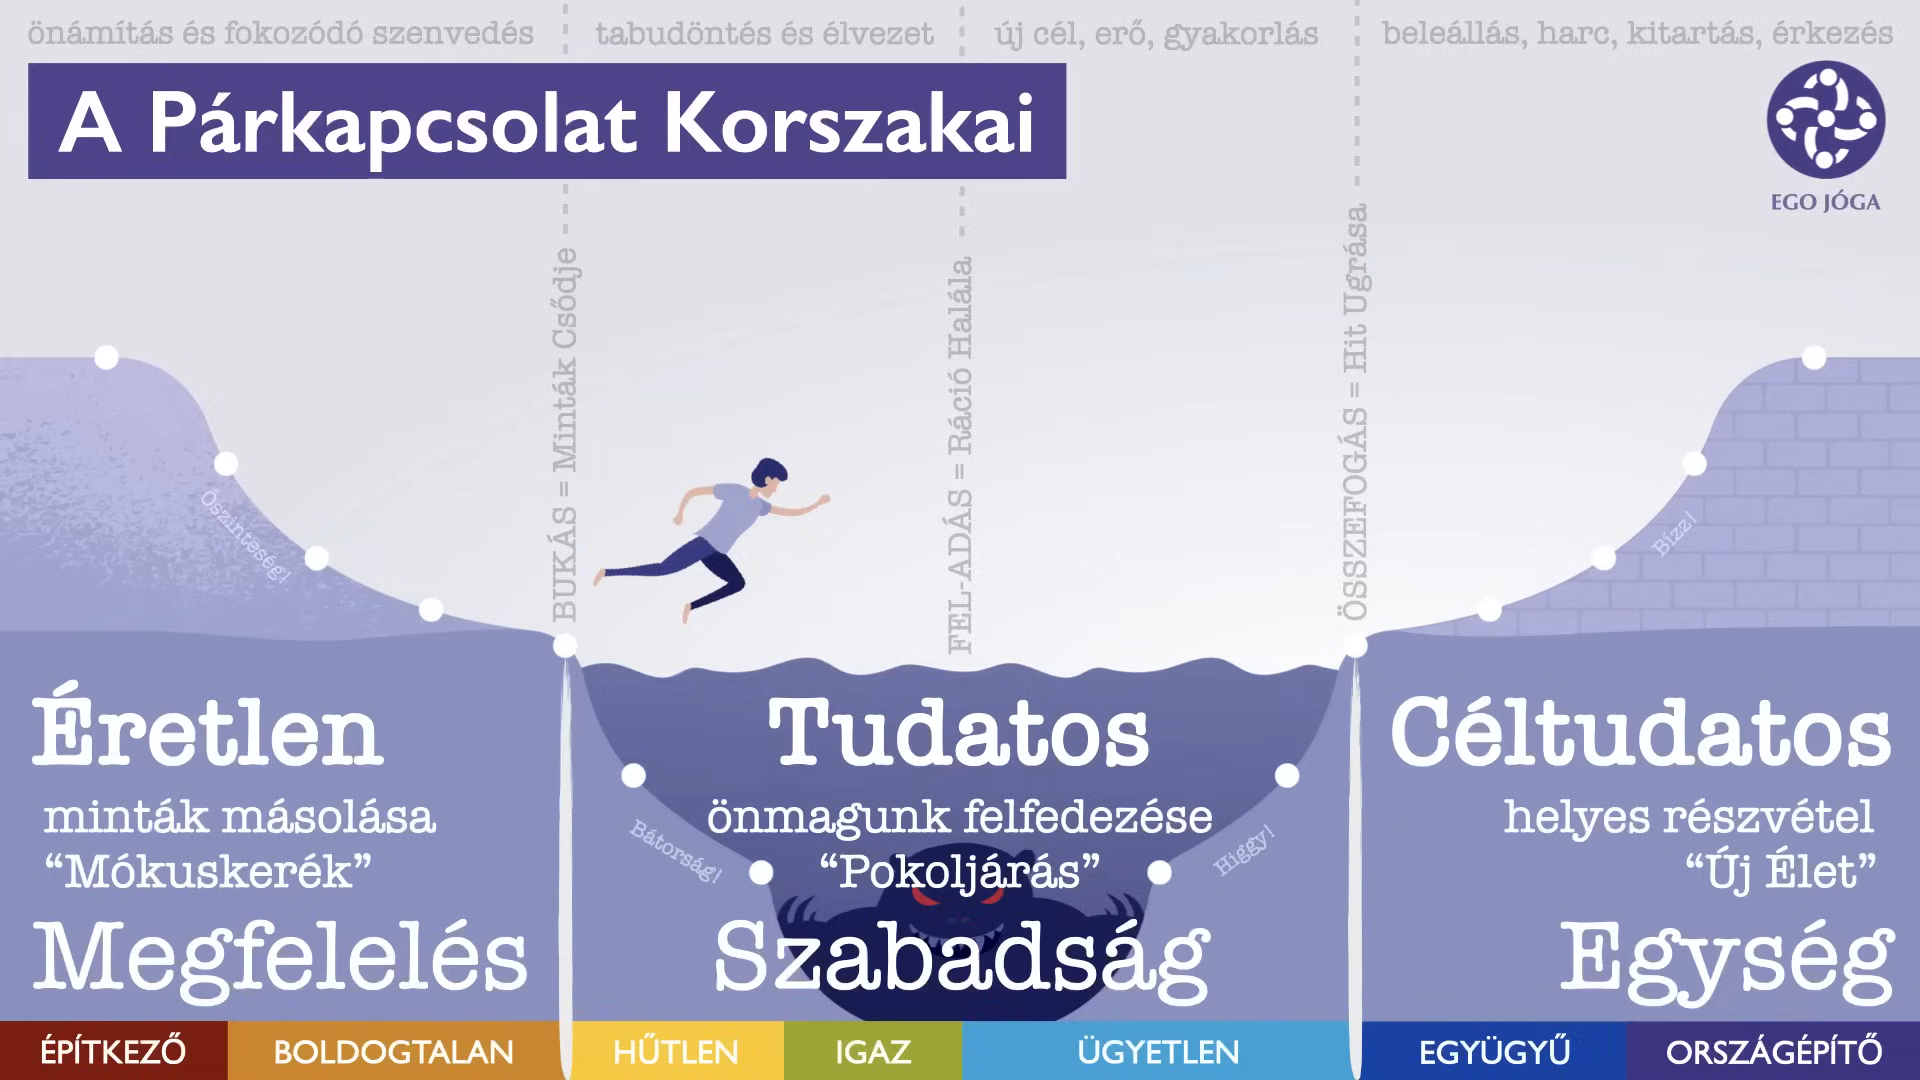 önámítás és fokozódó szenvedés
tabudöntés és élvezet
új cél, erő, gyakorlás
beleállás, harc, kitartás, érkezés
A Párkapcsolat Korszakai
EGO JÓGA
BUKÁS = Minták Csődje
FEL-ADÁS = Ráció Halála
ÖSSZEFOGÁS = Hit Ugrása
Őszinteség!
Bízz!
Éretlen
minták másolása
“Mókuskerék”
Megfelelés
Bátorság!
Tudatos
önmagunk felfedezése
“Pokoljárás”
Szabadság
Higgy!
Céltudatos
helyes részvétel
“Új Élet”
Egység
ÉPÍTKEZŐ
BOLDOGTALAN
HŰTLEN
IGAZ
ÜGYETLEN
EGYÜGYŰ
ORSZÁGÉPÍTŐ